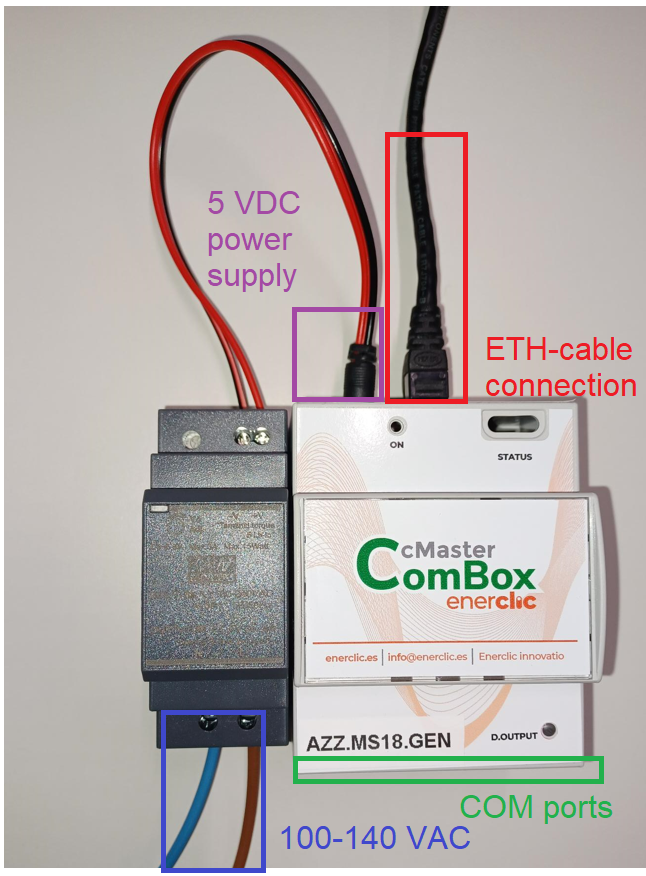 5 VDC
power
supply
ETH-cable
connection
ON
STATUS
cMaster
ComBox
enerclic
enerclic.es | info@enerclic.es | Enerclic innovatio
AZZ.MS18.GEN
D.OUTPUT
COM ports
100-140 VAC